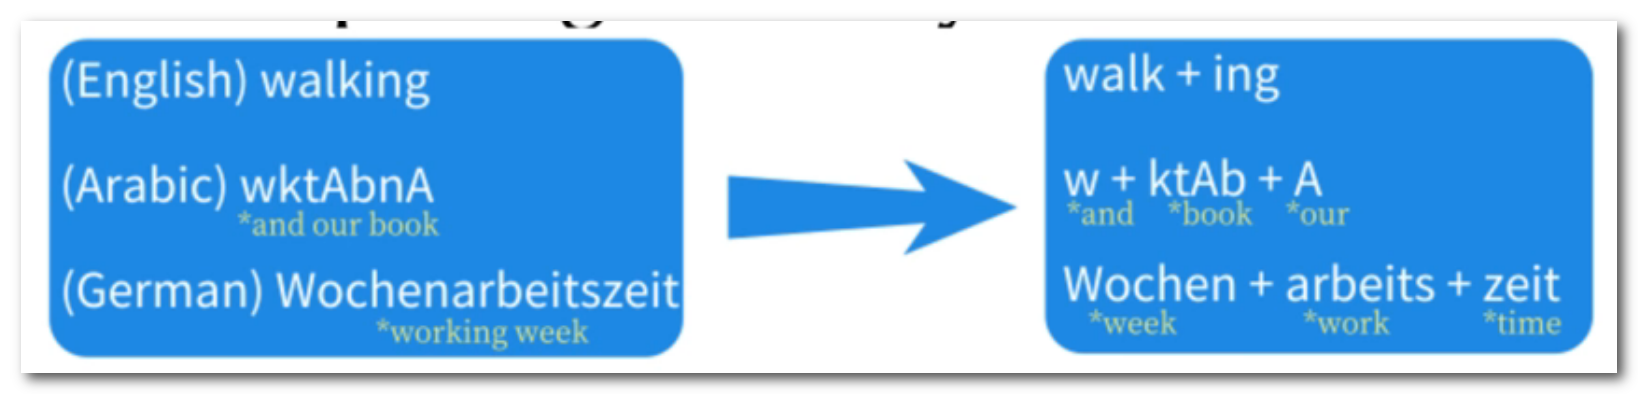 (English) walking
(Arabic) wktAbnA
*and our book
(German) Wochenarbeitszeit
*working week
walk + ing
w + ktAb + A
*and *book *our
Wochen + arbeits + zeit
*week *work *time